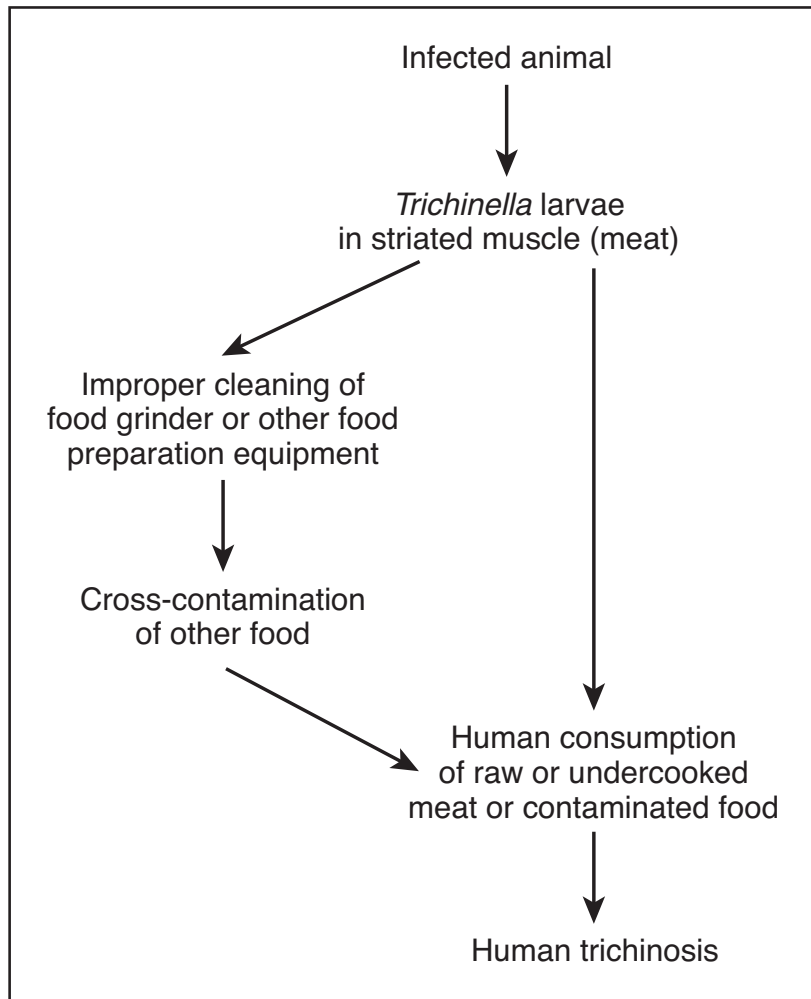 Infected animal
Trichinella larvae
in striated muscle (meat)
Improper cleaning of
food grinder or other food
preparation equipment
Cross-contamination
of other food
Human consumption
of raw or undercooked
meat or contaminated food
Human trichinosis